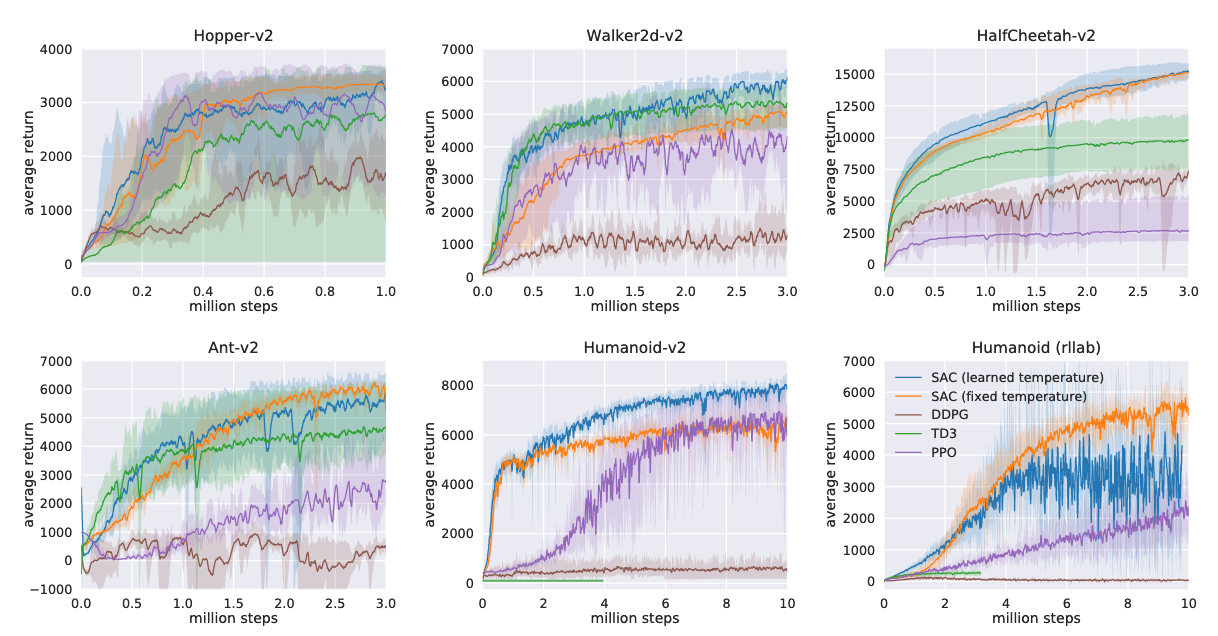 Hopper-v2
4000
3000
2000
1000
0
average return
0.0 0.2 0.4 0.6 0.8 1.0
million steps
Walker2d-v2
7000
6000
5000
4000
3000
2000
1000
0
average return
0.0 0.5 1.0 1.5 2.0 2.5 3.0
million steps
HalfCheetah-v2
15000
12500
10000
7500
5000
2500
0
average return
0.0 0.5 1.0 1.5 2.0 2.5 3.0
million steps
Ant-v2
7000
6000
5000
4000
3000
2000
1000
0
−1000
average return
0.0 0.5 1.0 1.5 2.0 2.5 3.0
million steps
Humanoid-v2
8000
6000
4000
2000
0
average return
0 2 4 6 8 10
million steps
Humanoid (rllab)
7000
6000
5000
4000
3000
2000
1000
0
average return
SAC (learned temperature)
SAC (fixed temperature)
DDPG
TD3
PPO
0 2 4 6 8 10
million steps